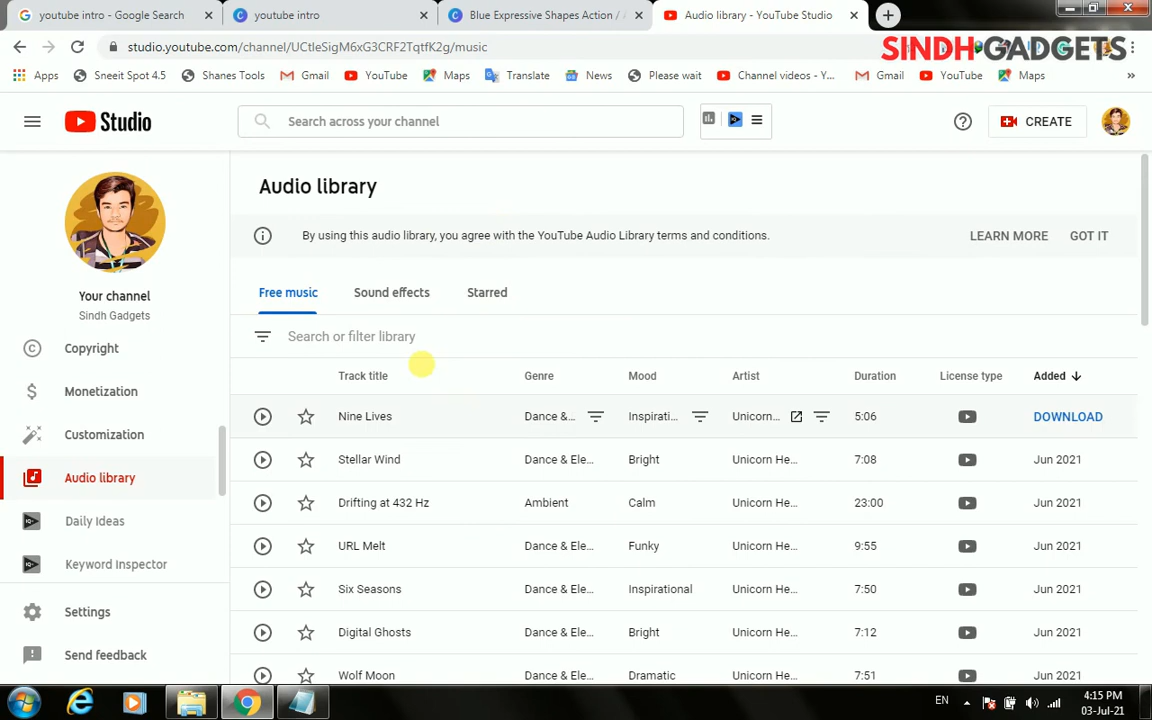 youtube intro - Google Search
youtube intro
Blue Expressive Shapes Action /
Audio library - YouTube Studio
studio.youtube.com/channel/UCtIeSigM6xG3CRF2TqtfK2g/music
SINDH GADGETS
Apps
Sneeit Spot 4.5
Shanes Tools
Gmail
YouTube
Maps
Translate
News
Please wait
Channel videos - Y...
Gmail
YouTube
Maps
Studio
Search across your channel
CREATE
Your channel
Sindh Gadgets
Copyright
Monetization
Customization
Audio library
Daily Ideas
Keyword Inspector
Settings
Send feedback
Audio library
By using this audio library, you agree with the YouTube Audio Library terms and conditions.
LEARN MORE
GOT IT
Free music
Sound effects
Starred
Search or filter library
Track title Genre Mood Artist Duration License type Added
Nine Lives Dance &... Inspirati... Unicorn... 5:06 DOWNLOAD
Stellar Wind Dance & Ele... Bright Unicorn He... 7:08 Jun 2021
Drifting at 432 Hz Ambient Calm Unicorn He... 23:00 Jun 2021
URL Melt Dance & Ele... Funky Unicorn He... 9:55 Jun 2021
Six Seasons Dance & Ele... Inspirational Unicorn He... 7:50 Jun 2021
Digital Ghosts Dance & Ele... Bright Unicorn He... 7:12 Jun 2021
Wolf Moon Dance & Ele... Dramatic Unicorn He... 7:51 Jun 2021
EN
4:15 PM
03-Jul-21